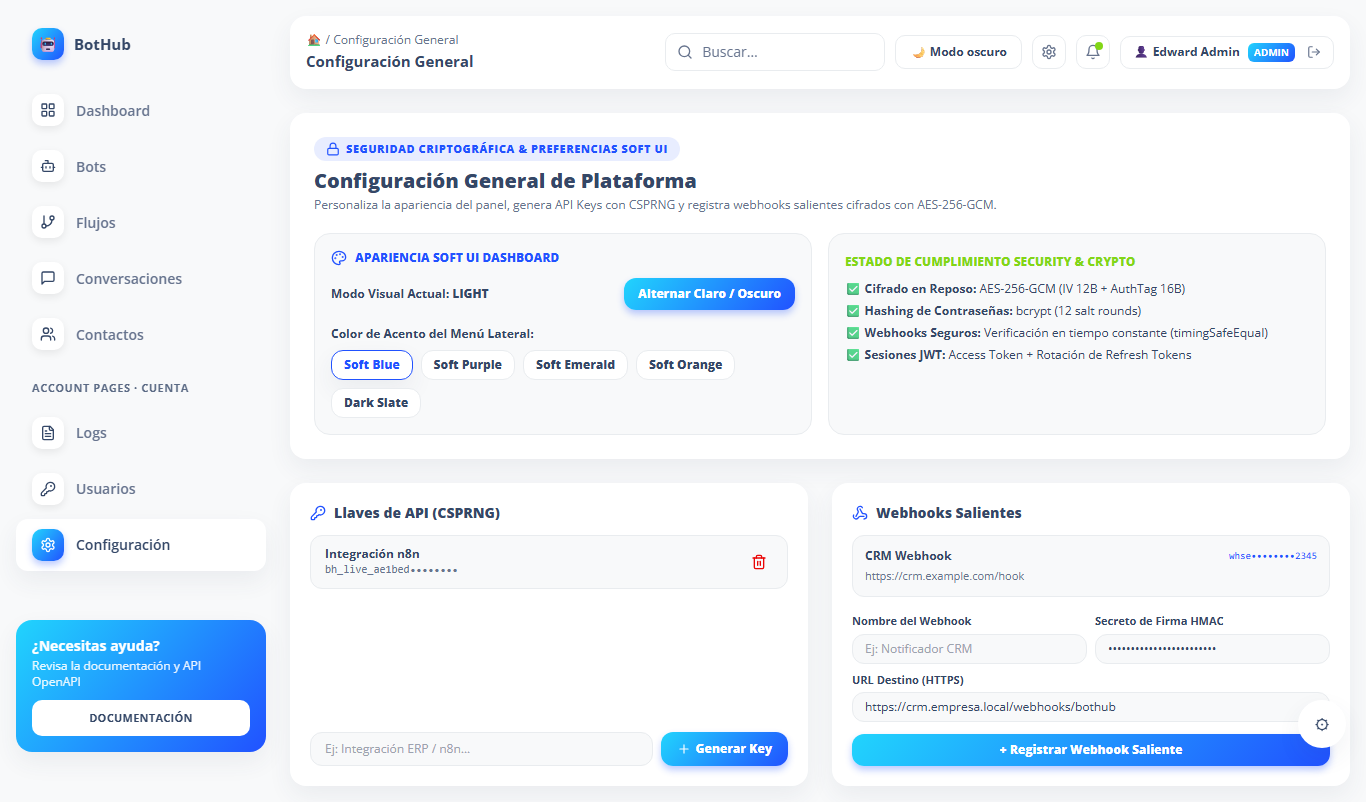 BotHub
Dashboard
Bots
Flujos
Conversaciones
Contactos
ACCOUNT PAGES · CUENTA
Logs
Usuarios
Configuración
¿Necesitas ayuda?
Revisa la documentación y API
OpenAPI
DOCUMENTACIÓN
/ Configuración General
Configuración General
Buscar...
Modo oscuro
Edward Admin ADMIN
SEGURIDAD CRIPTOGRÁFICA & PREFERENCIAS SOFT UI
Configuración General de Plataforma
Personaliza la apariencia del panel, genera API Keys con CSPRNG y registra webhooks salientes cifrados con AES-256-GCM.
APARIENCIA SOFT UI DASHBOARD
Modo Visual Actual: LIGHT
Alternar Claro / Oscuro
Color de Acento del Menú Lateral:
Soft Blue Soft Purple Soft Emerald Soft Orange
Dark Slate
ESTADO DE CUMPLIMIENTO SECURITY & CRYPTO
✅ Cifrado en Reposo: AES-256-GCM (IV 12B + AuthTag 16B)
✅ Hashing de Contraseñas: bcrypt (12 salt rounds)
✅ Webhooks Seguros: Verificación en tiempo constante (timingSafeEqual)
✅ Sesiones JWT: Access Token + Rotación de Refresh Tokens
Llaves de API (CSPRNG)
Integración n8n
bh_live_ae1bed••••••••
Ej: Integración ERP / n8n...
+ Generar Key
Webhooks Salientes
CRM Webhook
whse••••••••2345
https://crm.example.com/hook
Nombre del Webhook
Secreto de Firma HMAC
Ej: Notificador CRM
••••••••••••••••••••••••
URL Destino (HTTPS)
https://crm.empresa.local/webhooks/bothub
+ Registrar Webhook Saliente